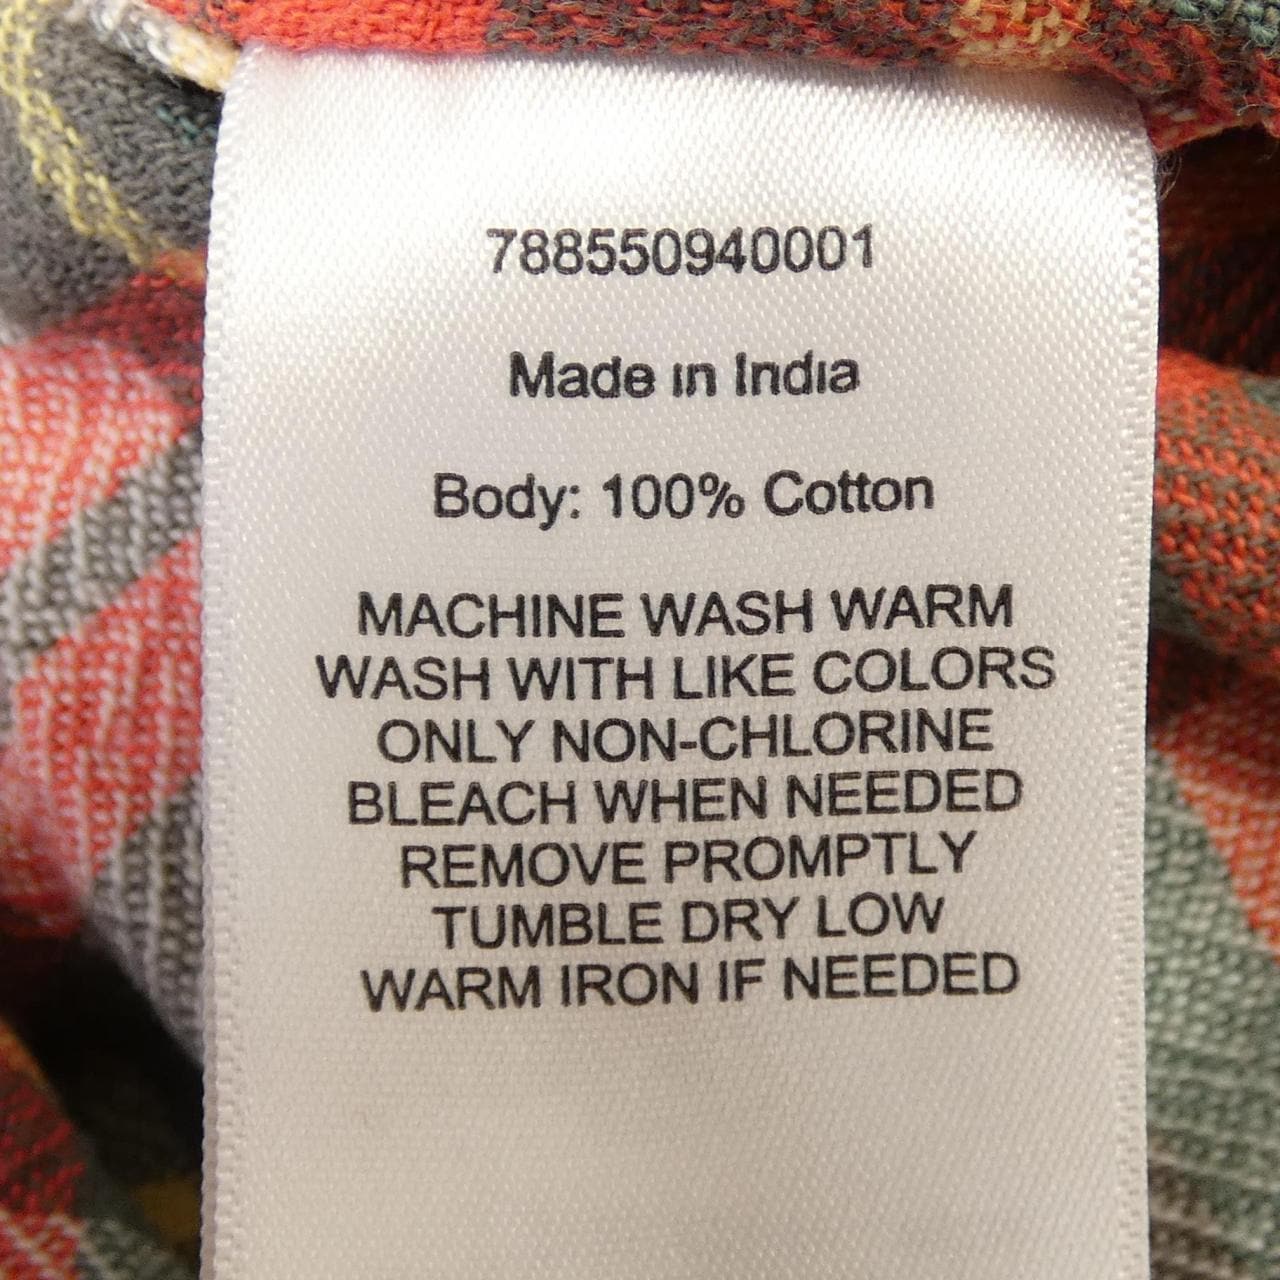 788550940001
Made in India
Body: 100% Cotton
MACHINE WASH WARM
WASH WITH LIKE COLORS
ONLY NON-CHLORINE
BLEACH WHEN NEEDED
REMOVE PROMPTLY
TUMBLE DRY LOW
WARM IRON IF NEEDED